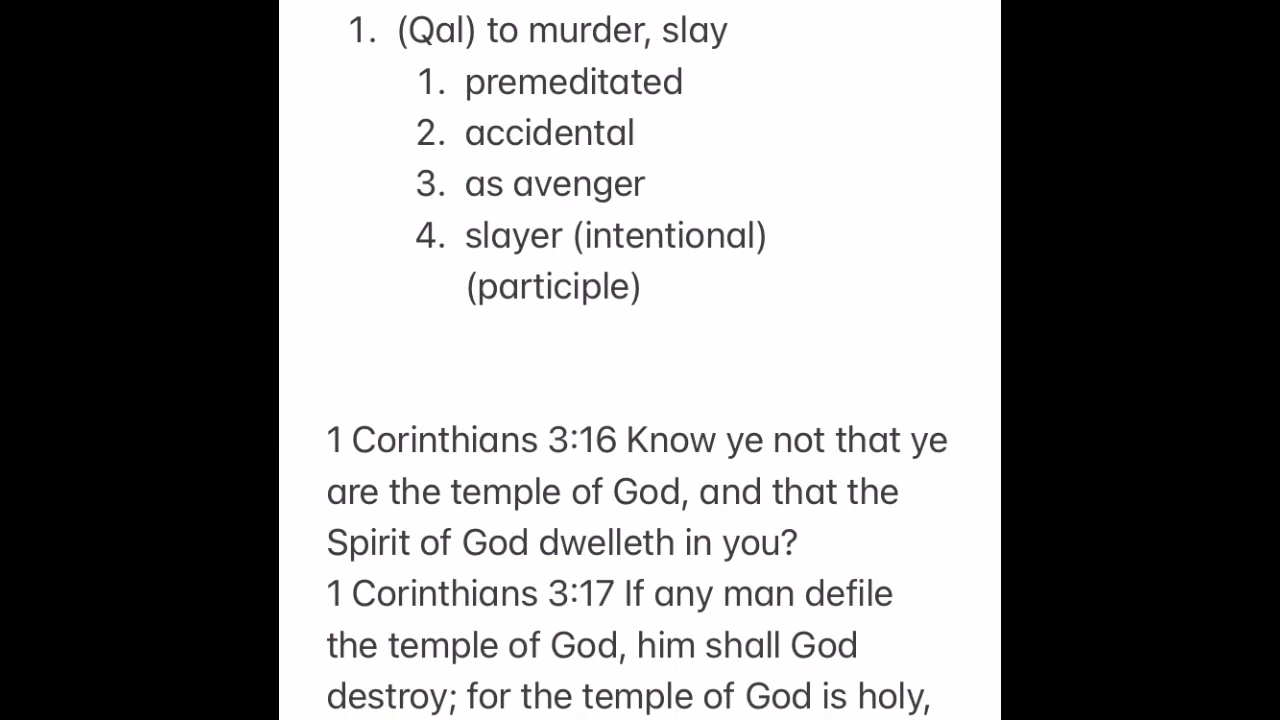 1. (Qal) to murder, slay
1. premeditated
2. accidental
3. as avenger
4. slayer (intentional)
(participle)
1 Corinthians 3:16 Know ye not that ye
are the temple of God, and that the
Spirit of God dwelleth in you?
1 Corinthians 3:17 If any man defile
the temple of God, him shall God
destroy; for the temple of God is holy,